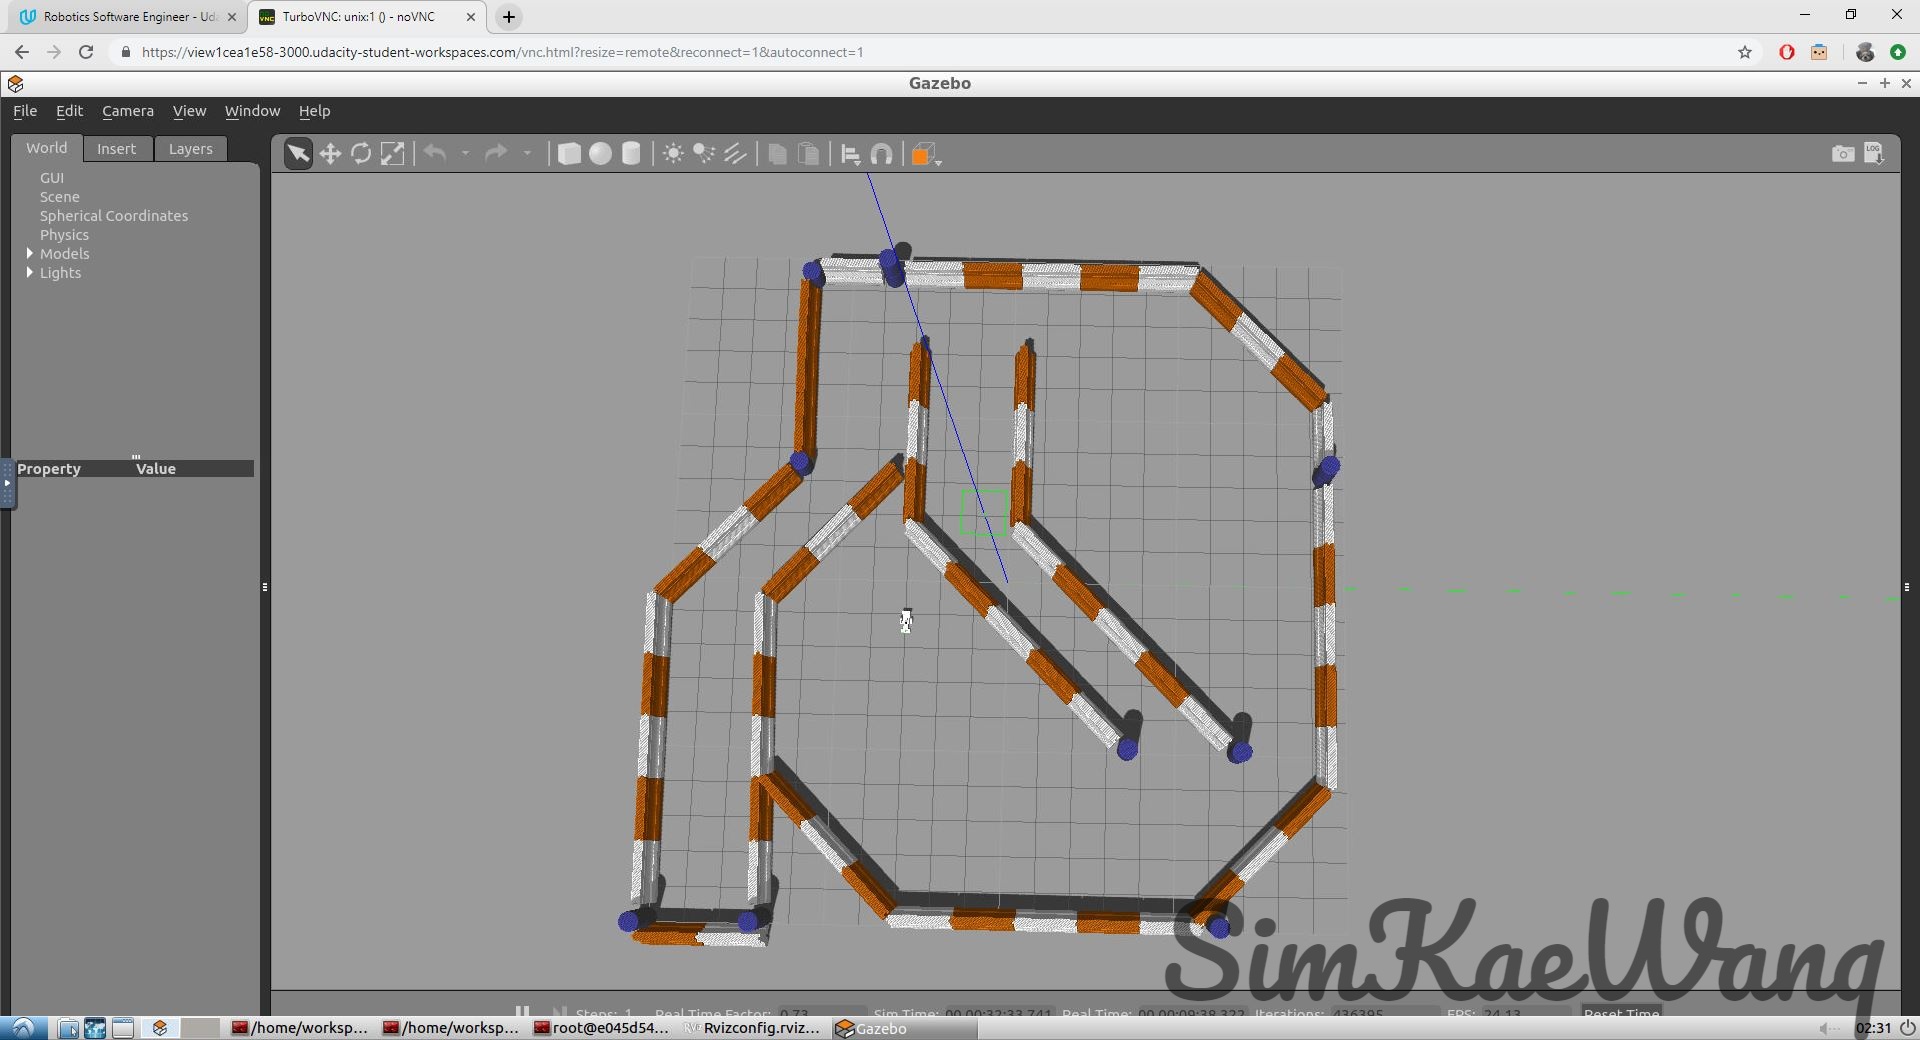 Robotics Software Engineer - Uda
TurboVNC: unix:1 () - noVNC
https://view1cea1e58-3000.udacity-student-workspaces.com/vnc.html?resize=remote&reconnect=1&autoconnect=1
Gazebo
File Edit Camera View Window Help
World Insert Layers
LOG
GUI
Scene
Spherical Coordinates
Physics
Models
Lights
Property Value
SimKaeWang
Steps: 1 Real Time Factor: 0.73 Sim Time: 00 00:32:33.741 Real Time: 00 00:09:38.322 Iterations: 436395 FPS: 24.13 Reset Time
/home/worksp... /home/worksp... root@e045d54... Rvizconfig.rviz... Gazebo 02:31